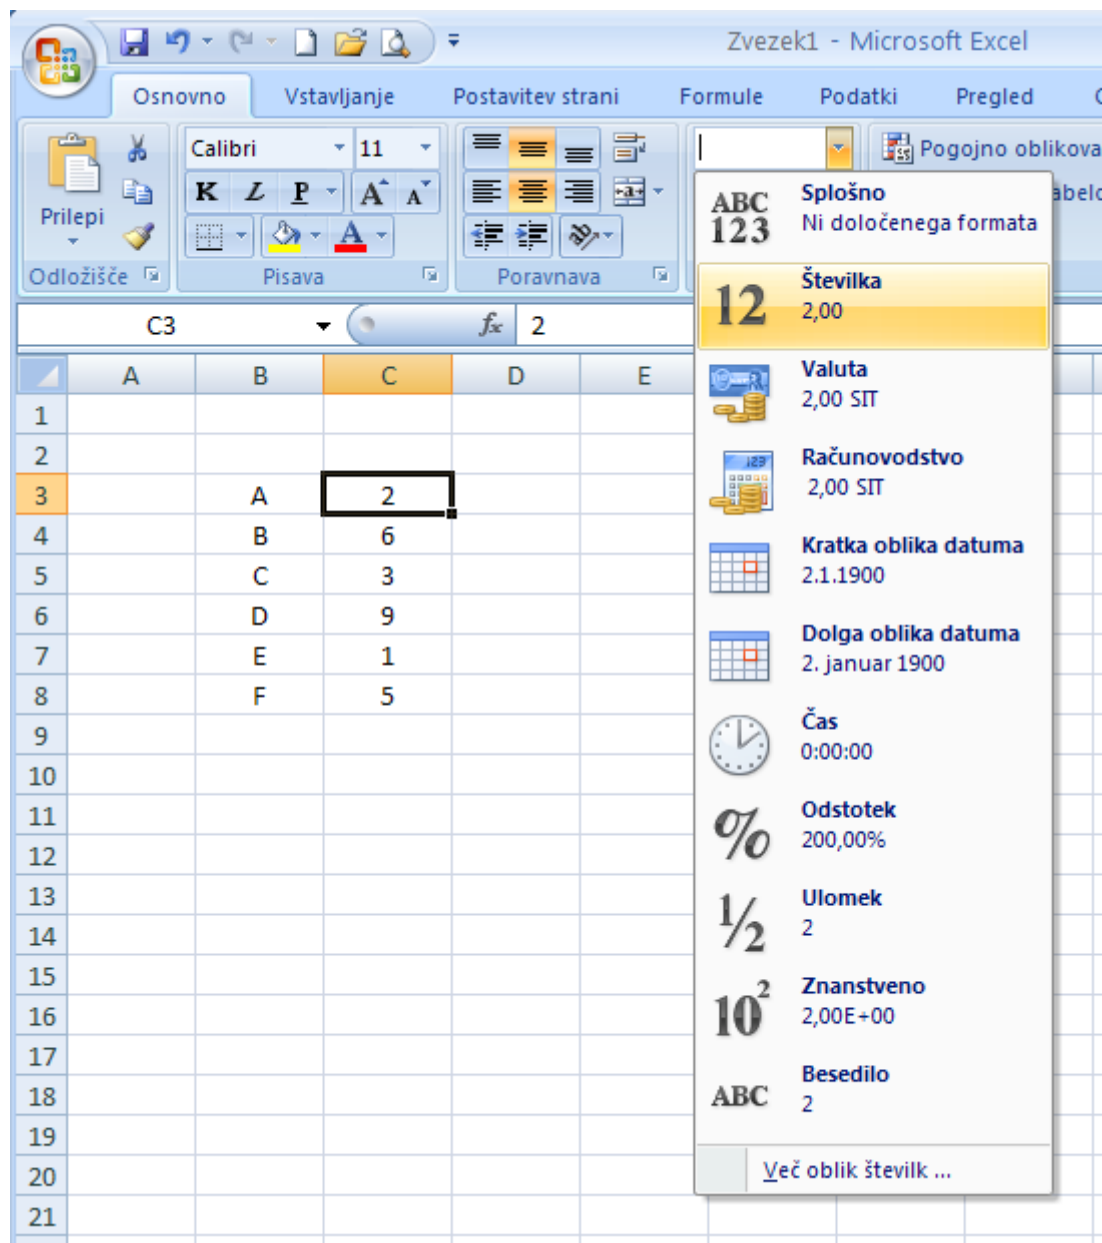 Zvezek1 - Microsoft Excel
Osnovno Vstavljanje Postavitev strani Formule Podatki Pregled
Calibri 11 Pogojno oblikova
K L P A A
Prilepi
A
Odložišče Pisava Poravnava
C3 fx 2
A B C D E
1
2
3 A 2
4 B 6
5 C 3
6 D 9
7 E 1
8 F 5
9
10
11
12
13
14
15
16
17
18
19
20
21
ABC
123
Splošno
Ni določenega formata
12
Številka
2,00
Valuta
2,00 SIT
Računovodstvo
2,00 SIT
Kratka oblika datuma
2.1.1900
Dolga oblika datuma
2. januar 1900
Čas
0:00:00
%
Odstotek
200,00%
1/2
Ulomek
2
10²
Znanstveno
2,00E+00
ABC
Besedilo
2
Več oblik številk ...